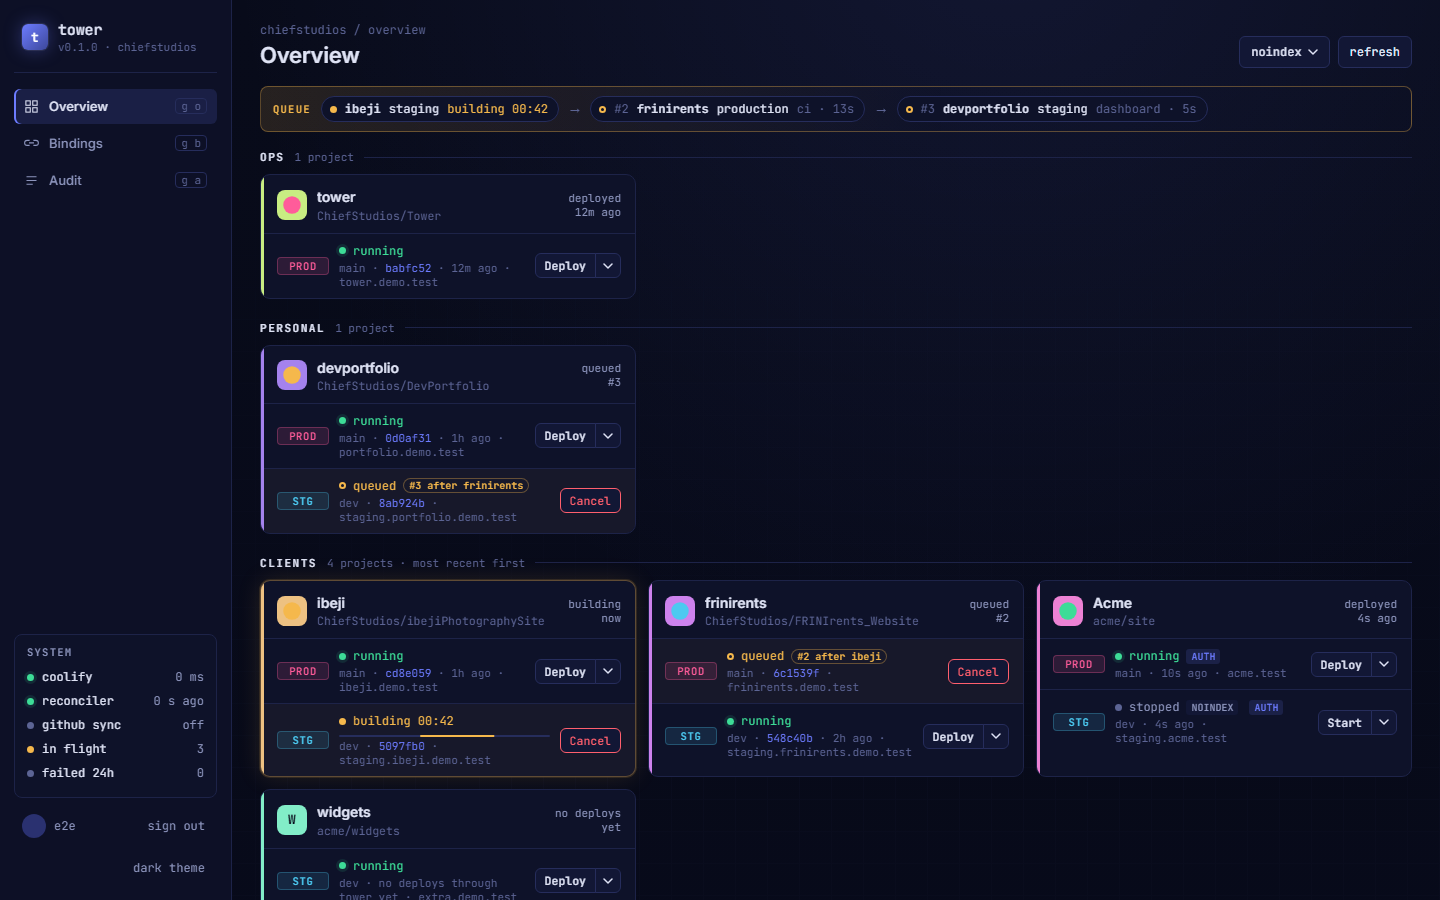 t
tower
v0.1.0 · chiefstudios
Overview g o
Bindings g b
Audit g a
SYSTEM
coolify 0 ms
reconciler 0 s ago
github sync off
in flight 3
failed 24h 0
e2e sign out
dark theme
chiefstudios / overview
Overview
noindex refresh
QUEUE ibeji staging building 00:42 → #2 frinirents production ci · 13s → #3 devportfolio staging dashboard · 5s
OPS 1 project
tower
ChiefStudios/Tower
deployed
12m ago
PROD
running
main · babfc52 · 12m ago ·
tower.demo.test
Deploy
PERSONAL 1 project
devportfolio
ChiefStudios/DevPortfolio
queued
#3
PROD
running
main · 0d0af31 · 1h ago ·
portfolio.demo.test
Deploy
STG
queued #3 after frinirents
dev · 8ab924b ·
staging.portfolio.demo.test
Cancel
CLIENTS 4 projects · most recent first
ibeji
ChiefStudios/ibejiPhotographySite
building
now
PROD
running
main · cd8e059 · 1h ago ·
ibeji.demo.test
Deploy
STG
building 00:42
dev · 5097fb0 ·
staging.ibeji.demo.test
Cancel
frinirents
ChiefStudios/FRINIrents_Website
queued
#2
PROD
queued #2 after ibeji
main · 6c1539f ·
frinirents.demo.test
Cancel
STG
running
dev · 548c40b · 2h ago ·
staging.frinirents.demo.test
Deploy
Acme
acme/site
deployed
4s ago
PROD
running AUTH
main · 10s ago · acme.test
Deploy
STG
stopped NOINDEX AUTH
dev · 4s ago ·
staging.acme.test
Start
W
widgets
acme/widgets
no deploys
yet
STG
running
dev · no deploys through
tower yet · extra.demo.test
Deploy